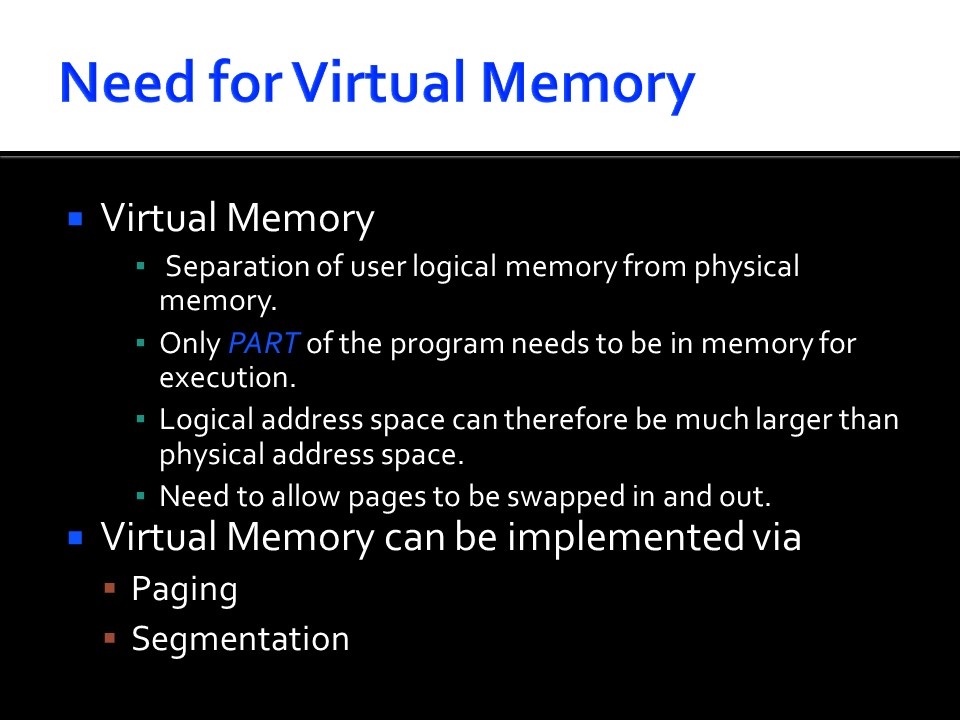 Need for Virtual Memory
Virtual Memory
Separation of user logical memory from physical
memory.
Only PART of the program needs to be in memory for
execution.
Logical address space can therefore be much larger than
physical address space.
Need to allow pages to be swapped in and out.
Virtual Memory can be implemented via
Paging
Segmentation